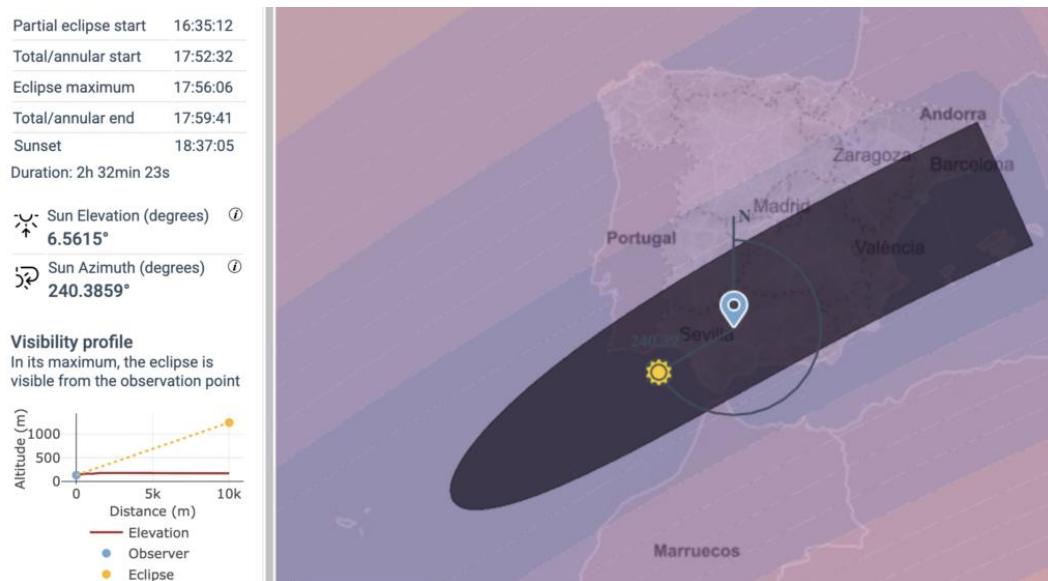 Partial eclipse start 16:35:12
Total/annular start 17:52:32
Eclipse maximum 17:56:06
Total/annular end 17:59:41
Sunset 18:37:05
Duration: 2h 32min 23s
Sun Elevation (degrees) i
6.5615°
Sun Azimuth (degrees) i
240.3859°
Visibility profile
In its maximum, the eclipse is
visible from the observation point
Altitude (m)
1000
500
0
0 5k 10k
Distance (m)
Elevation
Observer
Eclipse
Andorra
Zaragoza
Barcelona
Madrid
N
Portugal
València
Sevilla
240.39°
Marruecos